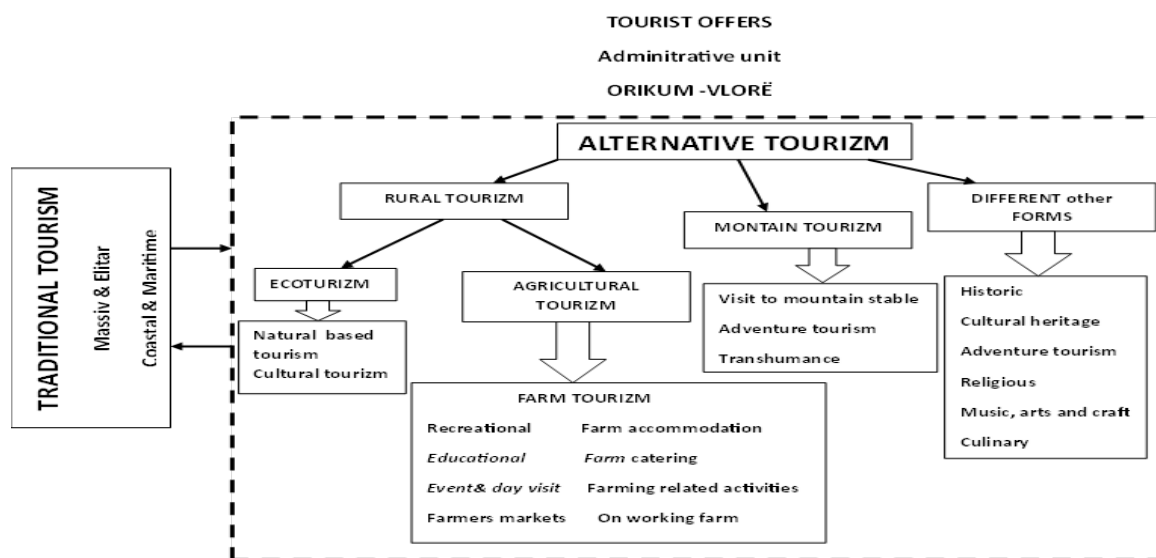 TOURIST OFFERS
Adminitrative unit
ORIKUM -VLORË
TRADITIONAL TOURISM
Massiv & Elitar
Coastal & Maritime
ALTERNATIVE TOURIZM
RURAL TOURIZM
MONTAIN TOURIZM
DIFFERENT other
FORMS
ECOTURIZM
AGRICULTURAL
TOURIZM
Natural based
tourism
Cultural tourizm
Visit to mountain stable
Adventure tourism
Transhumance
Historic
Cultural heritage
Adventure tourism
Religious
Music, arts and craft
Culinary
FARM TOURIZM
Recreational Farm accommodation
Educational Farm catering
Event& day visit Farming related activities
Farmers markets On working farm